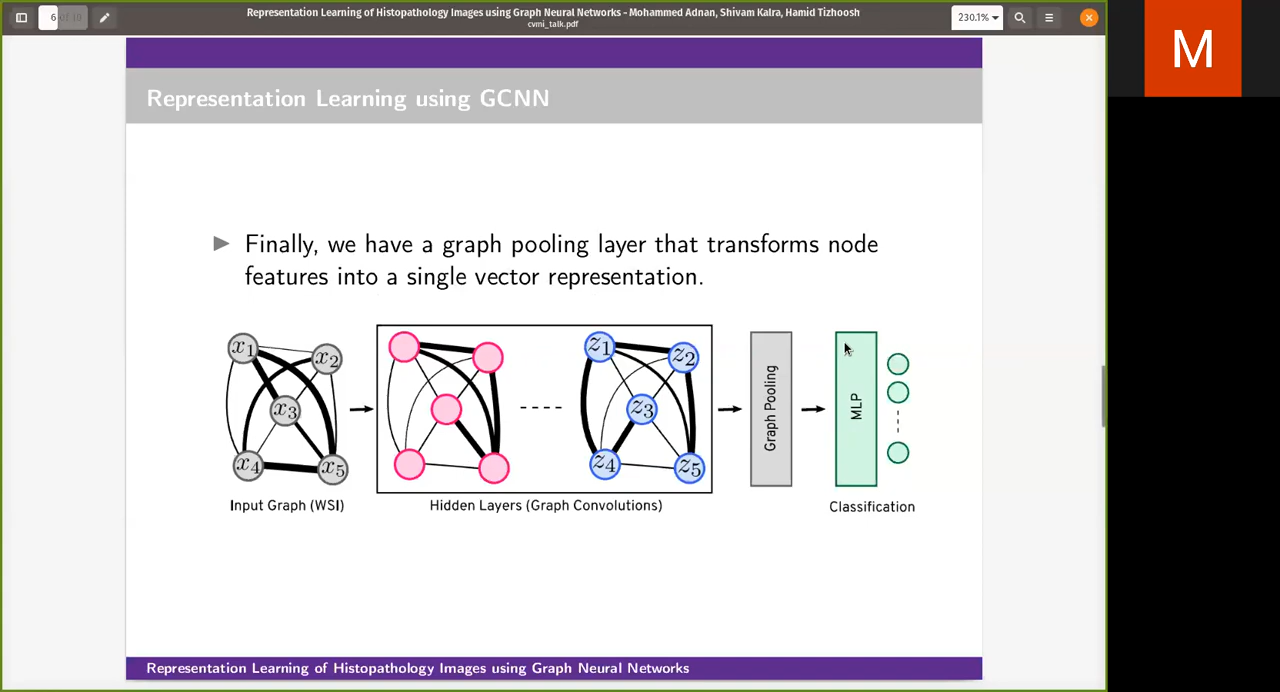 Representation Learning of Histopathology Images using Graph Neural Networks - Mohammed Adnan, Shivam Kalra, Hamid Tizhoosh
cvmi_talk.pdf
6 of 10
230.1%
M
Representation Learning using GCNN
Finally, we have a graph pooling layer that transforms node
features into a single vector representation.
x1 x2 x3 x4 x5
z1 z2 z3 z4 z5
Graph Pooling
MLP
Input Graph (WSI)
Hidden Layers (Graph Convolutions)
Classification
Representation Learning of Histopathology Images using Graph Neural Networks